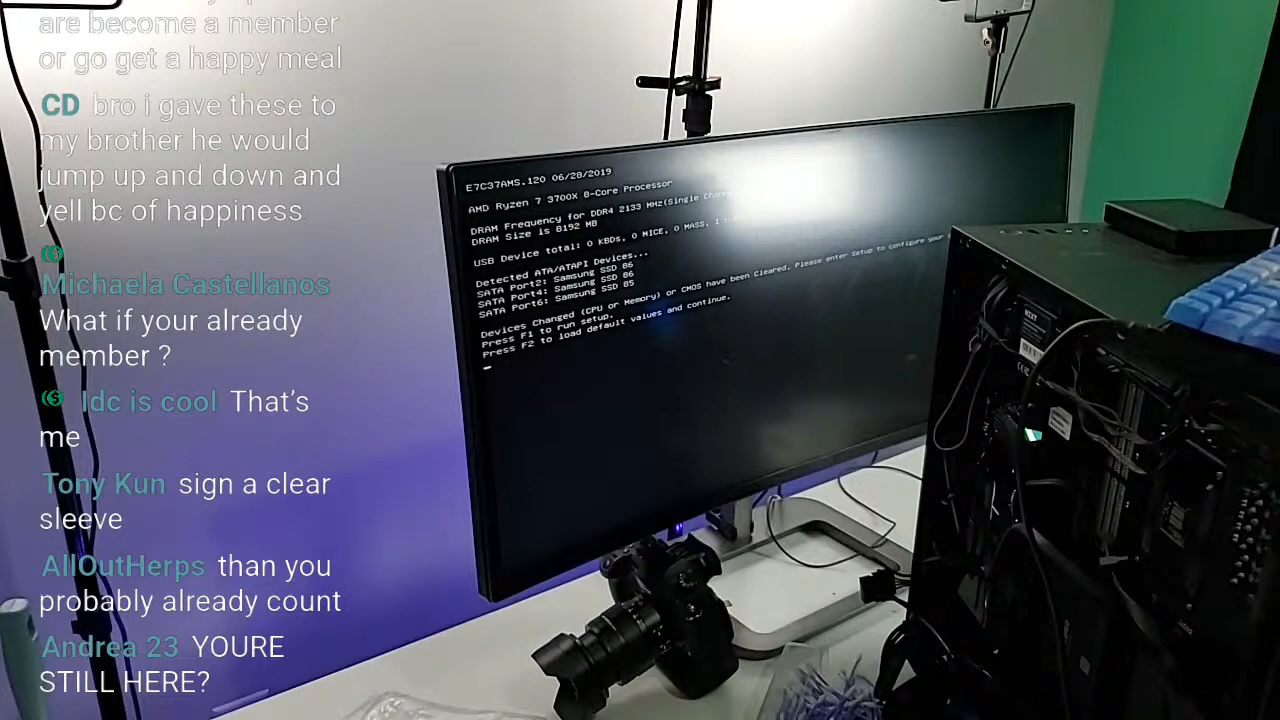 are become a member
or go get a happy meal
CD bro i gave these to
my brother he would
jump up and down and
yell bc of happiness
Michaela Castellanos
What if your already
member ?
Idc is cool That's
me
Tony Kun sign a clear
sleeve
AllOutHerps than you
probably already count
Andrea 23 YOURE
STILL HERE?
E7C37AMS.120 06/28/2019
AMD Ryzen 7 3700X 8-Core Processor
DRAM Frequency for DDR4 2133 MHz(Single
DRAM Size is 8192 MB
USB Device total: 0 KBDS, 0 MICE, 0 MASS, 1
Detected ATA/ATAPI Devices...
SATA Port2: Samsung SSD 86
SATA Port4: Samsung SSD 86
SATA Port6: Samsung SSD 85
Devices Changed (CPU or Memory) or CMOS have been Cleared. Please enter Setup to configure your
Press F1 to run setup.
Press F2 to load default values and continue.
NZXT